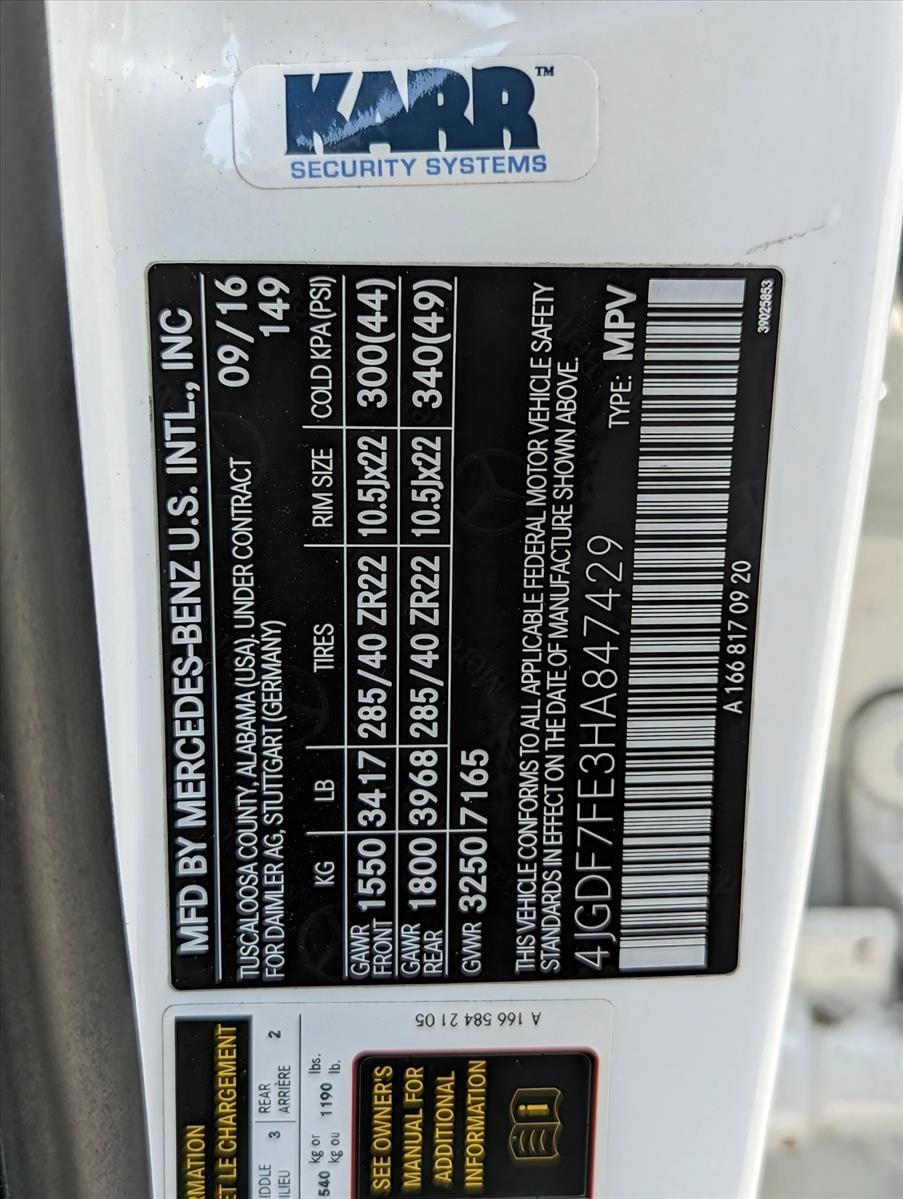 KARR™
SECURITY SYSTEMS
MFD BY MERCEDES-BENZ U.S. INTL., INC
TUSCALOOSA COUNTY, ALABAMA (USA). UNDER CONTRACT 09/16
FOR DAIMLER AG, STUTTGART (GERMANY) 149
KG LB TIRES RIM SIZE COLD KPA (PSI)
GAWR FRONT 1550 3417 285/40 ZR22 10.5Jx22 300(44)
GAWR REAR 1800 3968 285/40 ZR22 10.5Jx22 340(49)
GVWR 3250 7165
THIS VEHICLE CONFORMS TO ALL APPLICABLE FEDERAL MOTOR VEHICLE SAFETY
STANDARDS IN EFFECT ON THE DATE OF MANUFACTURE SHOWN ABOVE.
4JGDF7FE3HA847429 TYPE: MPV
A 166 817 09 20
39025853
A 166 584 21 05
ET LE CHARGEMENT
3 REAR 2
ARRIÈRE
540 kg or 1190 lbs.
kg ou lb.
SEE OWNER'S
MANUAL FOR
ADDITIONAL
INFORMATION